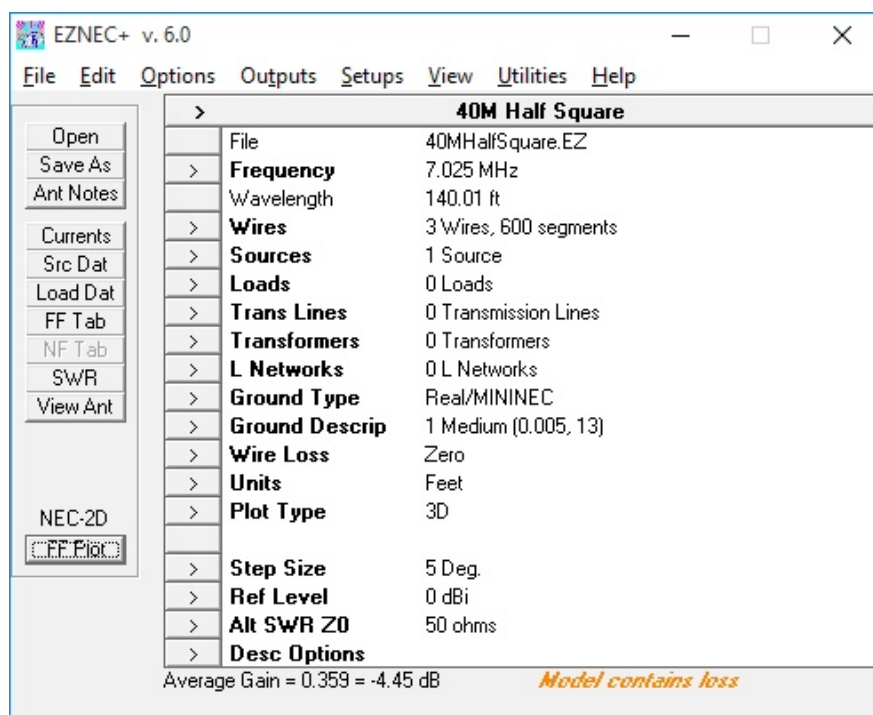 EZNEC+ v. 6.0
File Edit Options Outputs Setups View Utilities Help
> 40M Half Square
Open
Save As
Ant Notes
Currents
Src Dat
Load Dat
FF Tab
NF Tab
SWR
View Ant
NEC-2D
FF Plot
File 40MHalfSquare.EZ
> Frequency 7.025 MHz
Wavelength 140.01 ft
> Wires 3 Wires, 600 segments
> Sources 1 Source
> Loads 0 Loads
> Trans Lines 0 Transmission Lines
> Transformers 0 Transformers
> L Networks 0 L Networks
> Ground Type Real/MININEC
> Ground Descrip 1 Medium (0.005, 13)
> Wire Loss Zero
> Units Feet
> Plot Type 3D
> Step Size 5 Deg.
> Ref Level 0 dBi
> Alt SWR Z0 50 ohms
> Desc Options
Average Gain = 0.359 = -4.45 dB Model contains loss